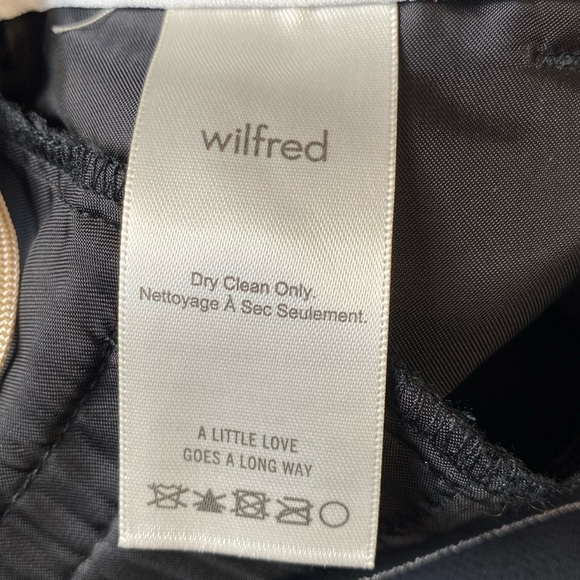 wilfred
Dry Clean Only.
Nettoyage À Sec Seulement.
A LITTLE LOVE
GOES A LONG WAY